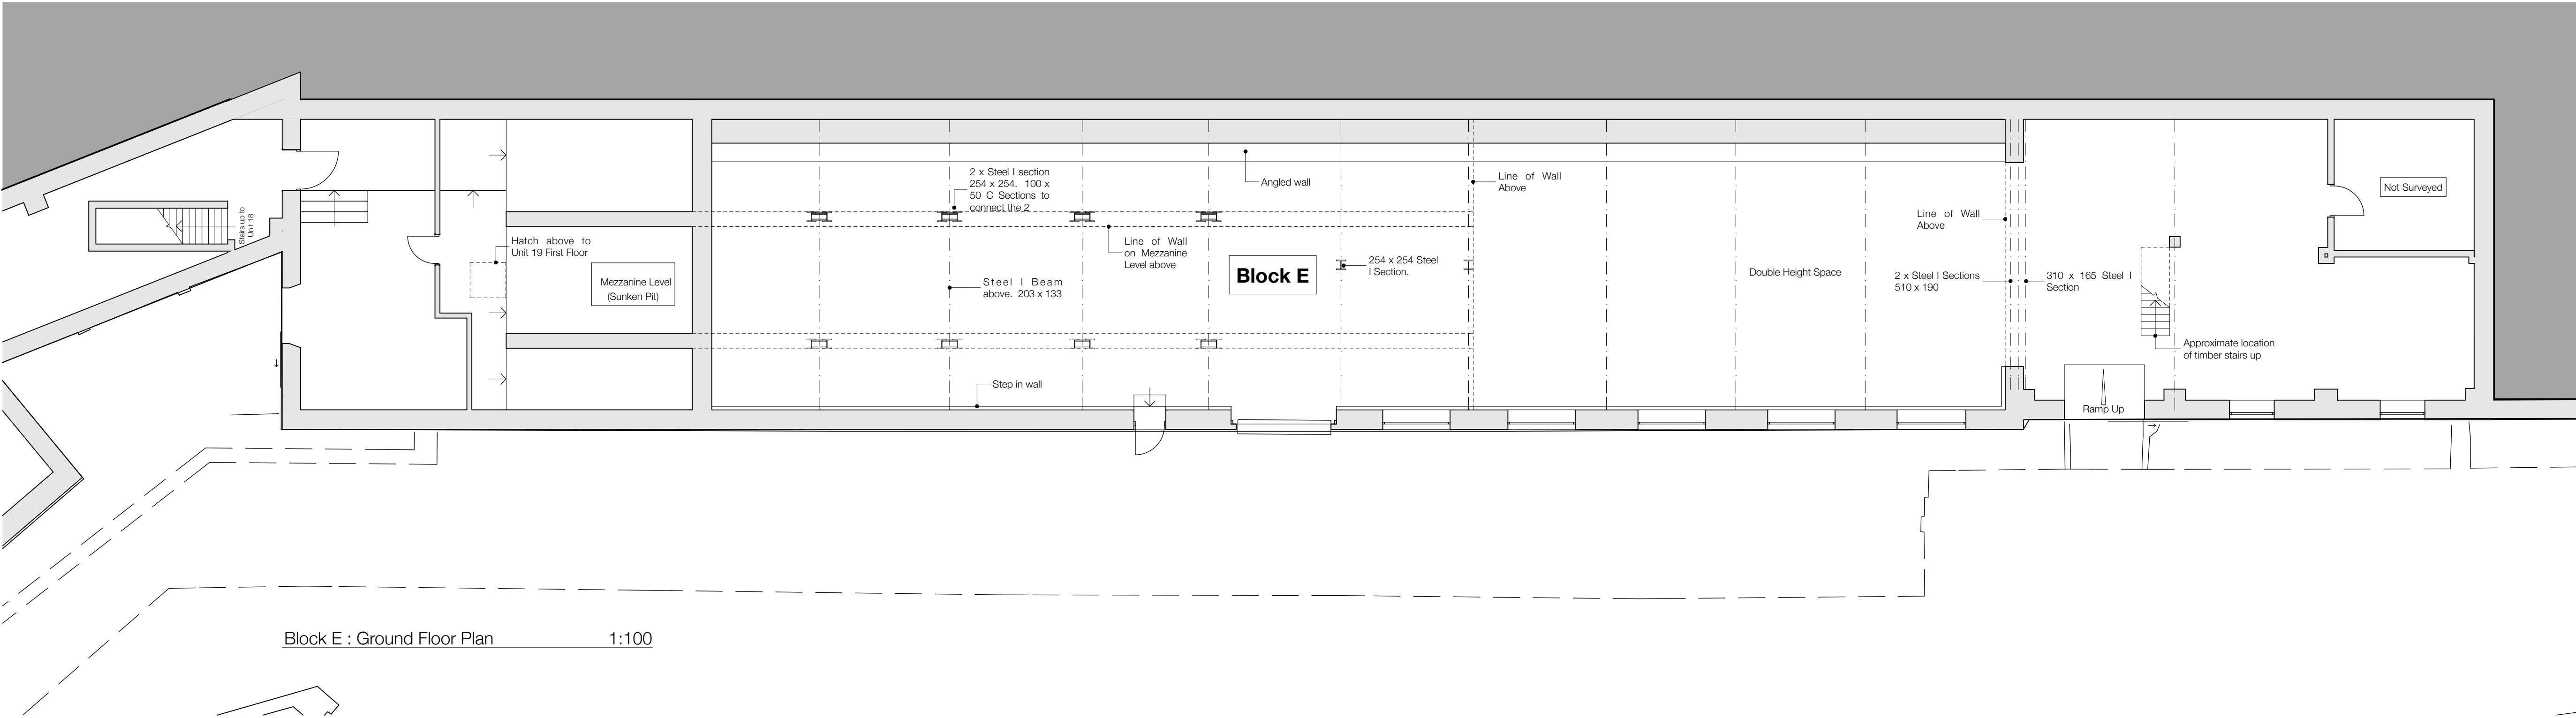 Stairs up to
Unit 18
Hatch above to
Unit 19 First Floor
Mezzanine Level
(Sunken Pit)
2 x Steel I section
254 x 254. 100 x
50 C Sections to
connect the 2
Steel I Beam
above. 203 x 133
Step in wall
Line of Wall
on Mezzanine
Level above
Angled wall
Block E
254 x 254 Steel
I Section.
Line of Wall
Above
Double Height Space
Line of Wall
Above
2 x Steel I Sections
510 x 190
310 x 165 Steel I
Section
Ramp Up
Approximate location
of timber stairs up
Not Surveyed
Block E : Ground Floor Plan 1:100